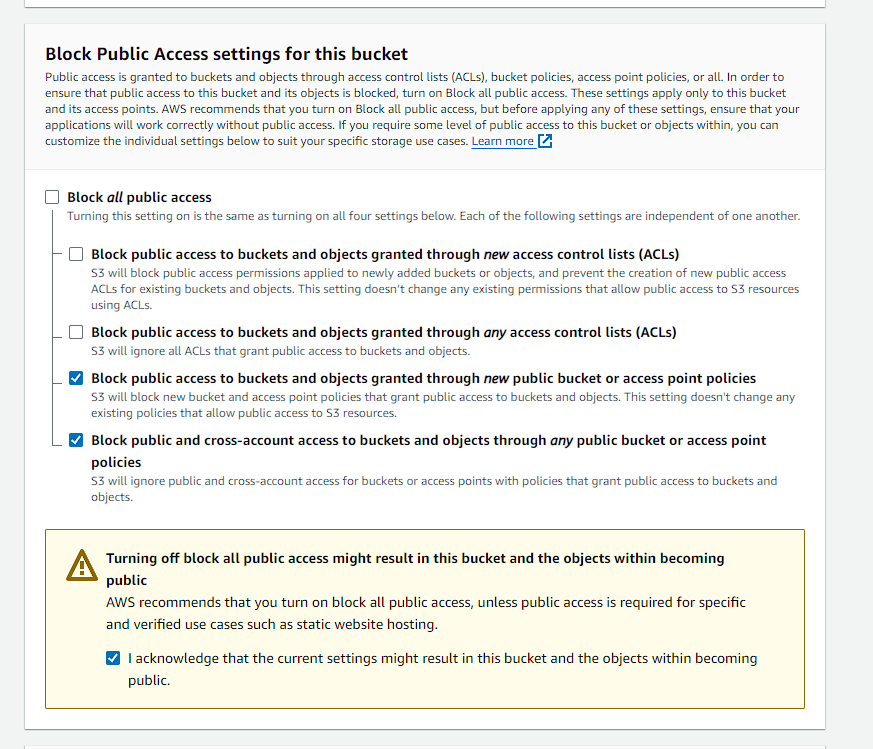 Block Public Access settings for this bucket
Public access is granted to buckets and objects through access control lists (ACLs), bucket policies, access point policies, or all. In order to
ensure that public access to this bucket and its objects is blocked, turn on Block all public access. These settings apply only to this bucket
and its access points. AWS recommends that you turn on Block all public access, but before applying any of these settings, ensure that your
applications will work correctly without public access. If you require some level of public access to this bucket or objects within, you can
customize the individual settings below to suit your specific storage use cases. Learn more
Block all public access
Turning this setting on is the same as turning on all four settings below. Each of the following settings are independent of one another.
Block public access to buckets and objects granted through new access control lists (ACLs)
S3 will block public access permissions applied to newly added buckets or objects, and prevent the creation of new public access
ACLs for existing buckets and objects. This setting doesn't change any existing permissions that allow public access to S3 resources
using ACLs.
Block public access to buckets and objects granted through any access control lists (ACLs)
S3 will ignore all ACLs that grant public access to buckets and objects.
Block public access to buckets and objects granted through new public bucket or access point policies
S3 will block new bucket and access point policies that grant public access to buckets and objects. This setting doesn't change any
existing policies that allow public access to S3 resources.
Block public and cross-account access to buckets and objects through any public bucket or access point
policies
S3 will ignore public and cross-account access for buckets or access points with policies that grant public access to buckets and
objects.
Turning off block all public access might result in this bucket and the objects within becoming
public
AWS recommends that you turn on block all public access, unless public access is required for specific
and verified use cases such as static website hosting.
I acknowledge that the current settings might result in this bucket and the objects within becoming
public.